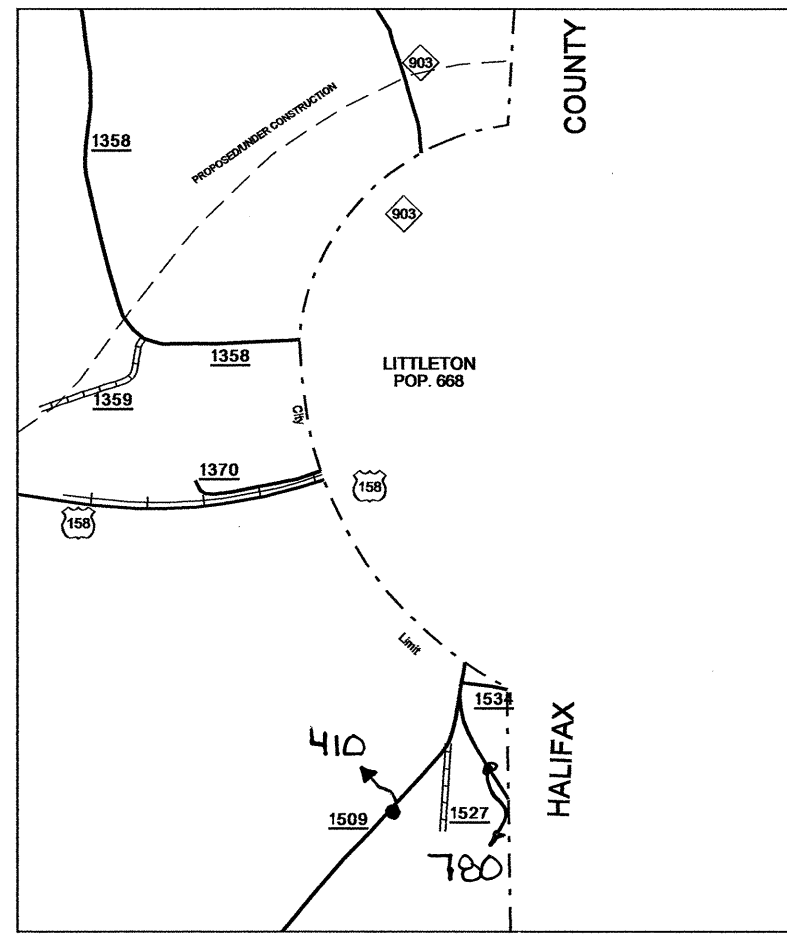 COUNTY
903
1358
PROPOSED/UNDER CONSTRUCTION
903
1358
LITTLETON
POP. 668
1359
City
1370
158
158
Limit
1534
HALIFAX
410
1509
1527
780